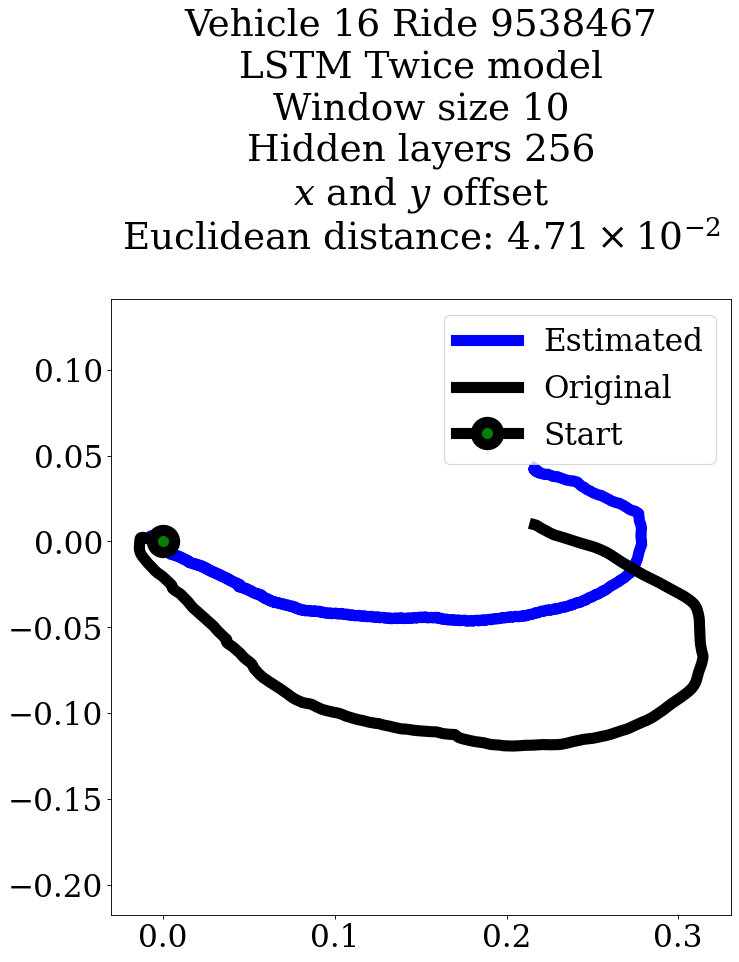 Vehicle 16 Ride 9538467
LSTM Twice model
Window size 10
Hidden layers 256
x and y offset
Euclidean distance: 4.71 × 10⁻²
Estimated
Original
Start
0.10
0.05
0.00
−0.05
−0.10
−0.15
−0.20
0.0 0.1 0.2 0.3